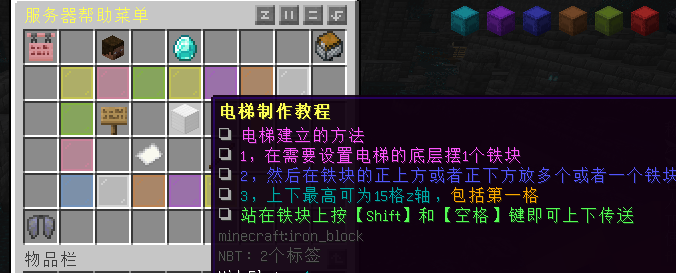 服务器帮助菜单
电梯制作教程
❏ 电梯建立的方法
❏ 1, 在需要设置电梯的底层摆1个铁块
❏ 2, 然后在铁块的正上方或者正下方放多个或者一个铁块
❏ 3, 上下最高可为15格z轴, 包括第一格
❏ 站在铁块上按【Shift】和【空格】键即可上下传送
minecraft:iron_block
NBT: 2个标签
物品栏